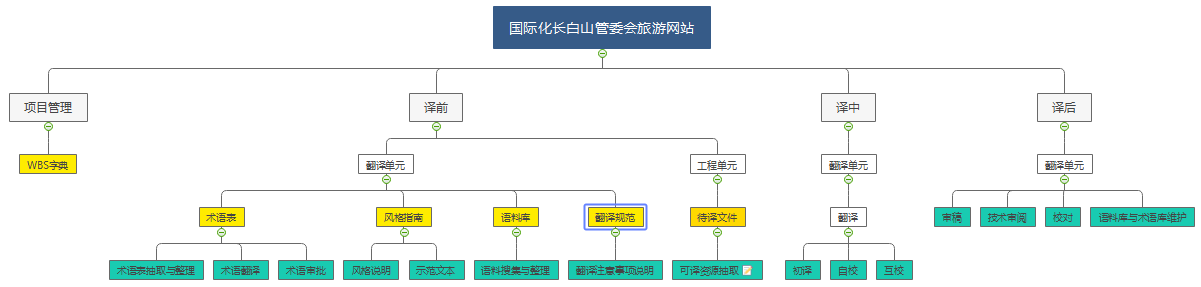 国际化长白山管委会旅游网站
项目管理
译前
译中
译后
WBS字典
翻译单元
工程单元
翻译单元
翻译单元
术语表
风格指南
语料库
翻译规范
待译文件
翻译
审稿
技术审阅
校对
语料库与术语库维护
术语表抽取与整理
术语翻译
术语审批
风格说明
示范文本
语料搜集与整理
翻译注意事项说明
可译资源抽取
初译
自校
互校